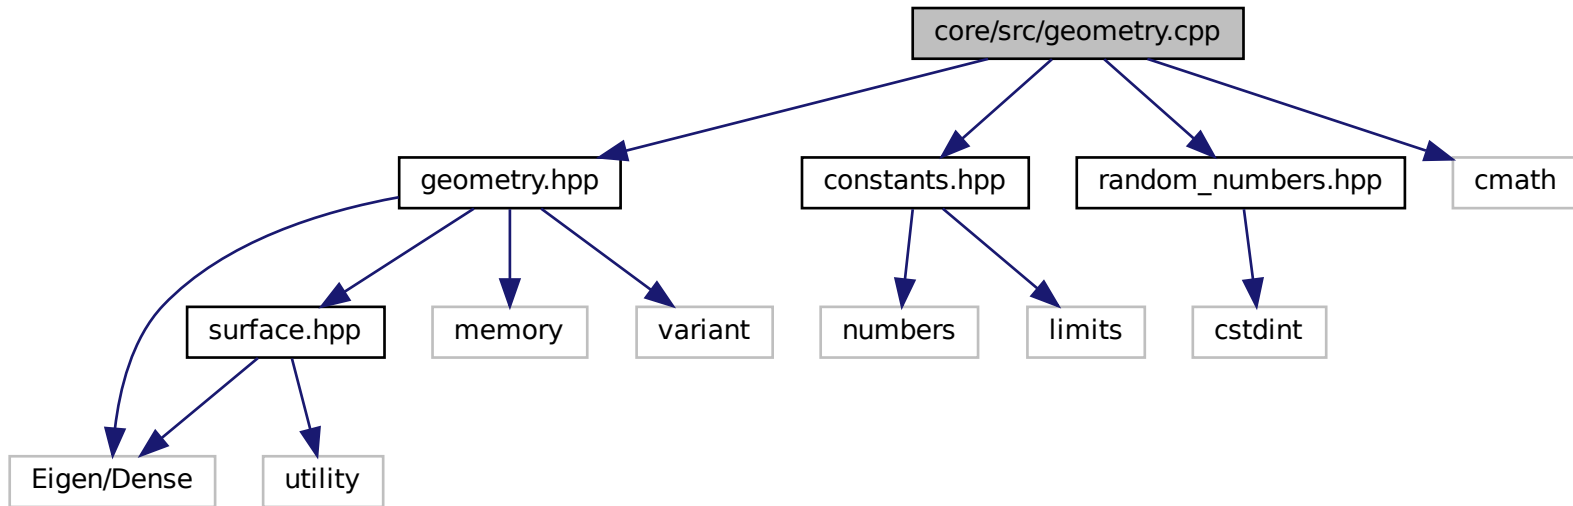 core/src/geometry.cpp
geometry.hpp
constants.hpp
random_numbers.hpp
cmath
surface.hpp
memory
variant
numbers
limits
cstdint
Eigen/Dense
utility